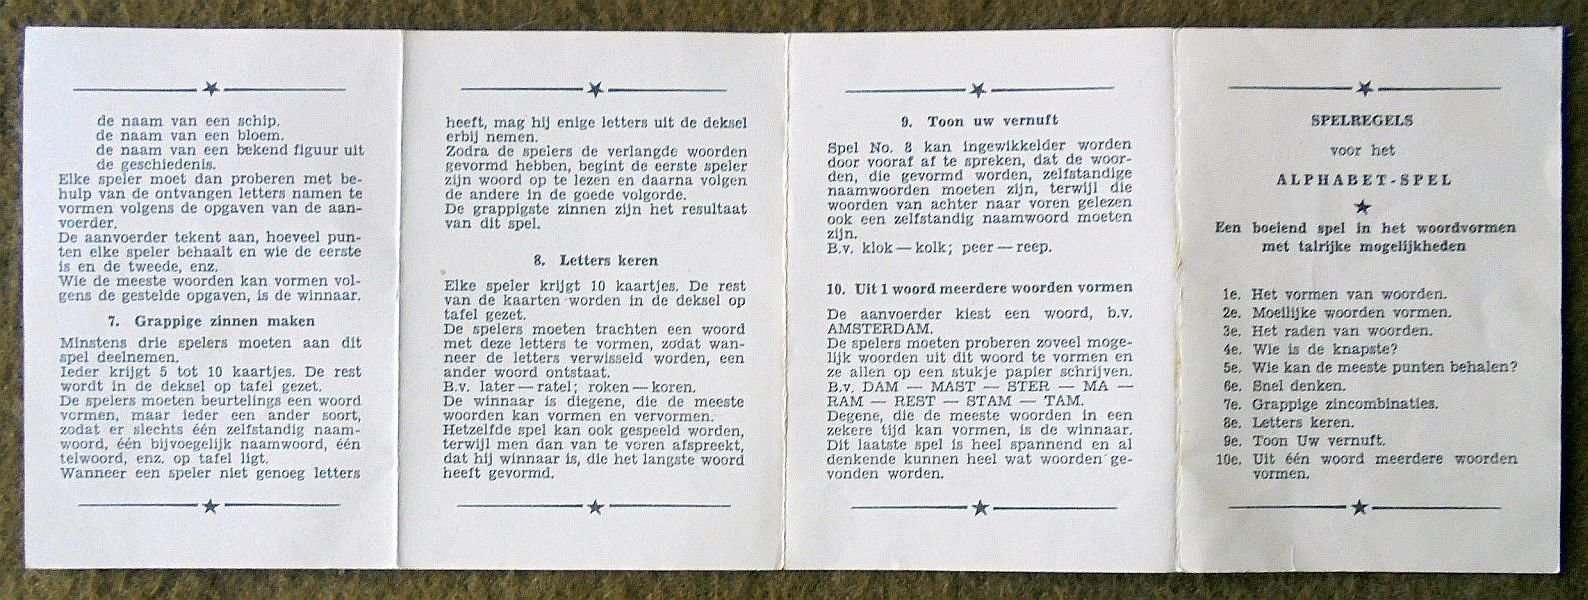 de naam van een schip.
de naam van een bloem.
de naam van een bekend figuur uit
de geschiedenis.
Elke speler moet dan proberen met be-
hulp van de ontvangen letters namen te
vormen volgens de opgaven van de aan-
voerder.
De aanvoerder tekent aan, hoeveel pun-
ten elke speler behaalt en wie de eerste
is en de tweede, enz.
Wie de meeste woorden kan vormen vol-
gens de gestelde opgaven, is de winnaar.
7. Grappige zinnen maken
Minstens drie spelers moeten aan dit
spel deelnemen.
Ieder krijgt 5 tot 10 kaartjes. De rest
wordt in de deksel op tafel gezet.
De spelers moeten beurtelings een woord
vormen, maar ieder een ander soort,
zodat er slechts één zelfstandig naam-
woord, één bijvoegelijk naamwoord, één
telwoord, enz. op tafel ligt.
Wanneer een speler niet genoeg letters
heeft, mag hij enige letters uit de deksel
erbij nemen.
Zodra de spelers de verlangde woorden
gevormd hebben, begint de eerste speler
zijn woord op te lezen en daarna volgen
de andere in de goede volgorde.
De grappigste zinnen zijn het resultaat
van dit spel.
8. Letters keren
Elke speler krijgt 10 kaartjes. De rest
van de kaarten worden in de deksel op
tafel gezet.
De spelers moeten trachten een woord
met deze letters te vormen, zodat wan-
neer de letters verwisseld worden, een
ander woord ontstaat.
B.v. later — ratel; roken — koren.
De winnaar is diegene, die de meeste
woorden kan vormen en vervormen.
Hetzelfde spel kan ook gespeeld worden,
terwijl men dan van te voren afspreekt,
dat hij winnaar is, die het langste woord
heeft gevormd.
9. Toon uw vernuft
Spel No. 8 kan ingewikkelder worden
door vooraf af te spreken, dat de woor-
den, die gevormd worden, zelfstandige
naamwoorden moeten zijn, terwijl die
woorden van achter naar voren gelezen
ook een zelfstandig naamwoord moeten
zijn.
B.v. klok — kolk; peer — reep.
10. Uit 1 woord meerdere woorden vormen
De aanvoerder kiest een woord, b.v.
AMSTERDAM.
De spelers moeten proberen zoveel moge-
lijk woorden uit dit woord te vormen en
ze allen op een stukje papier schrijven.
B.v. DAM — MAST — STER — MA —
RAM — REST — STAM — TAM.
Degene, die de meeste woorden in een
zekere tijd kan vormen, is de winnaar.
Dit laatste spel is heel spannend en al
denkende kunnen heel wat woorden ge-
vonden worden.
SPELREGELS
voor het
ALPHABET-SPEL
Een boeiend spel in het woordvormen
met talrijke mogelijkheden
1e. Het vormen van woorden.
2e. Moeilijke woorden vormen.
3e. Het raden van woorden.
4e. Wie is de knapste?
5e. Wie kan de meeste punten behalen?
6e. Snel denken.
7e. Grappige zincombinaties.
8e. Letters keren.
9e. Toon Uw vernuft.
10e. Uit één woord meerdere woorden
vormen.